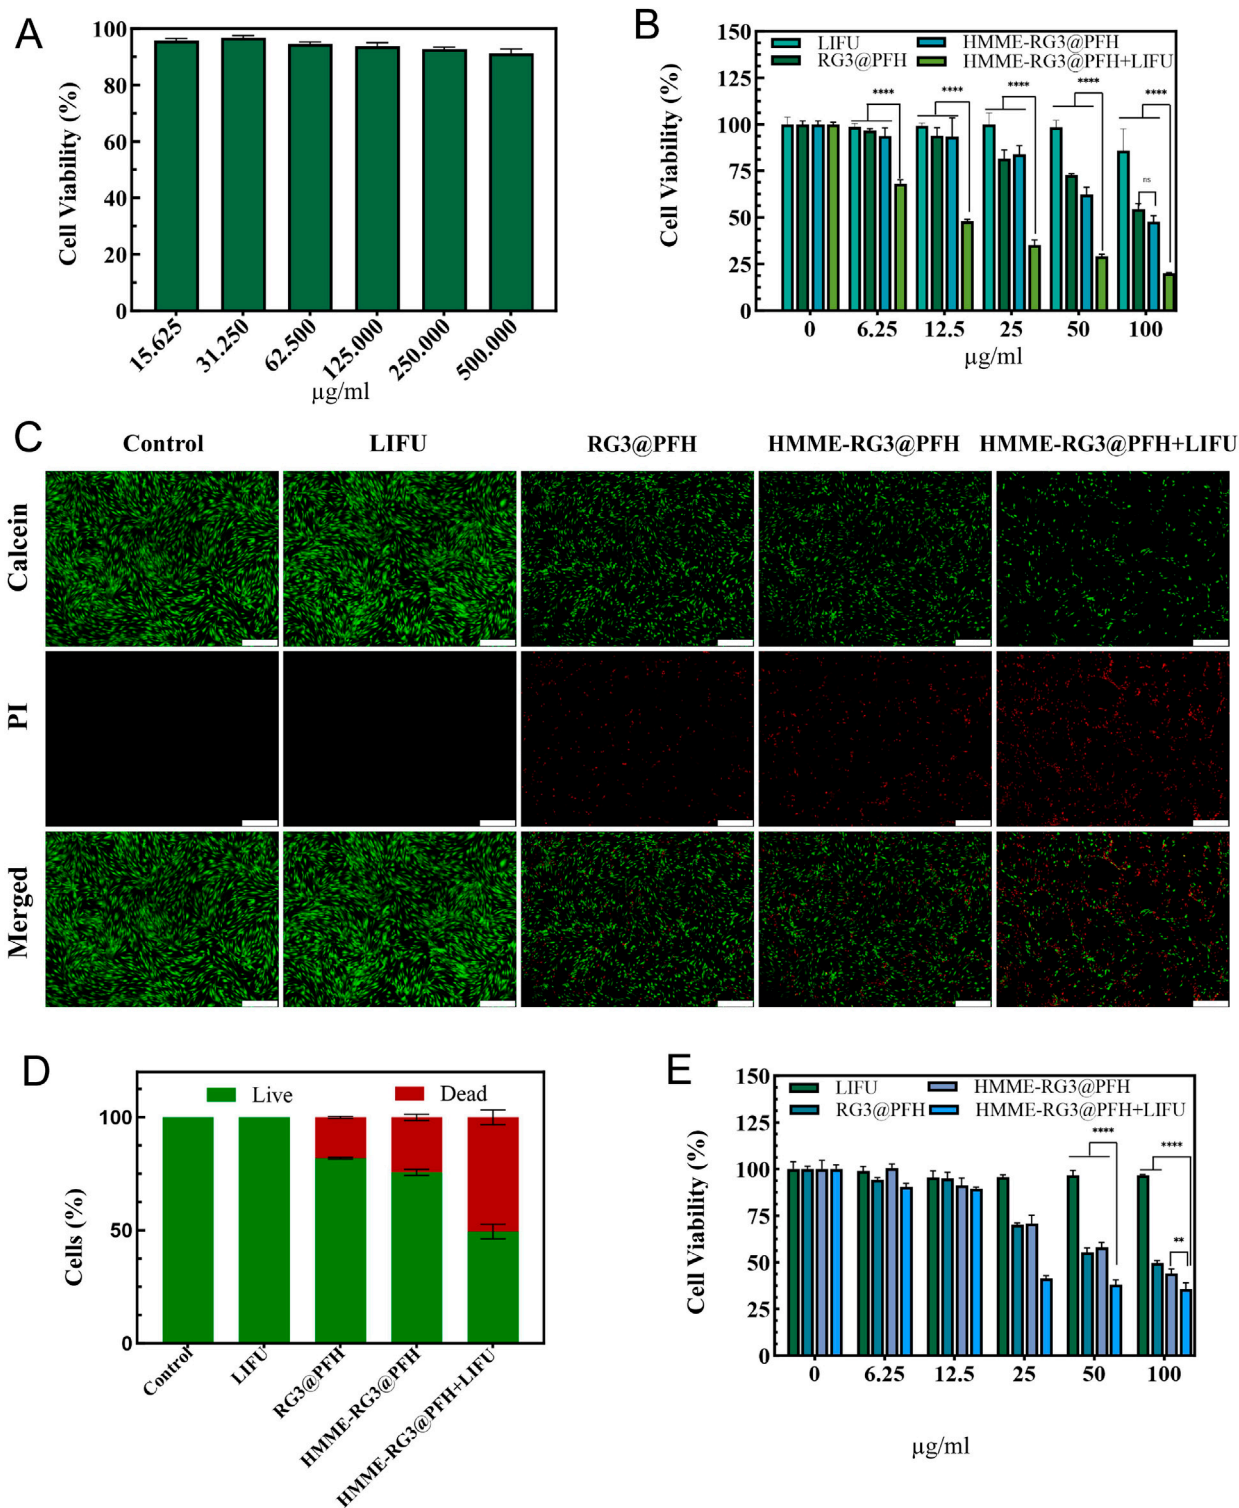 A
100
80
60
40
20
0
Cell Viability (%)
15.625
31.250
62.500
125.000
250.000
500.000
µg/ml
B
150
125
100
75
50
25
0
Cell Viability (%)
LIFU
HMME-RG3@PFH
RG3@PFH
HMME-RG3@PFH+LIFU
****
****
****
****
****
ns
0 6.25 12.5 25 50 100
µg/ml
C
Control LIFU RG3@PFH HMME-RG3@PFH HMME-RG3@PFH+LIFU
Calcein
PI
Merged
D
Live Dead
100
50
0
Cells (%)
Control
LIFU
RG3@PFH
HMME-RG3@PFH
HMME-RG3@PFH+LIFU
E
150
125
100
75
50
25
0
Cell Viability (%)
LIFU
HMME-RG3@PFH
RG3@PFH
HMME-RG3@PFH+LIFU
****
****
**
0 6.25 12.5 25 50 100
µg/ml